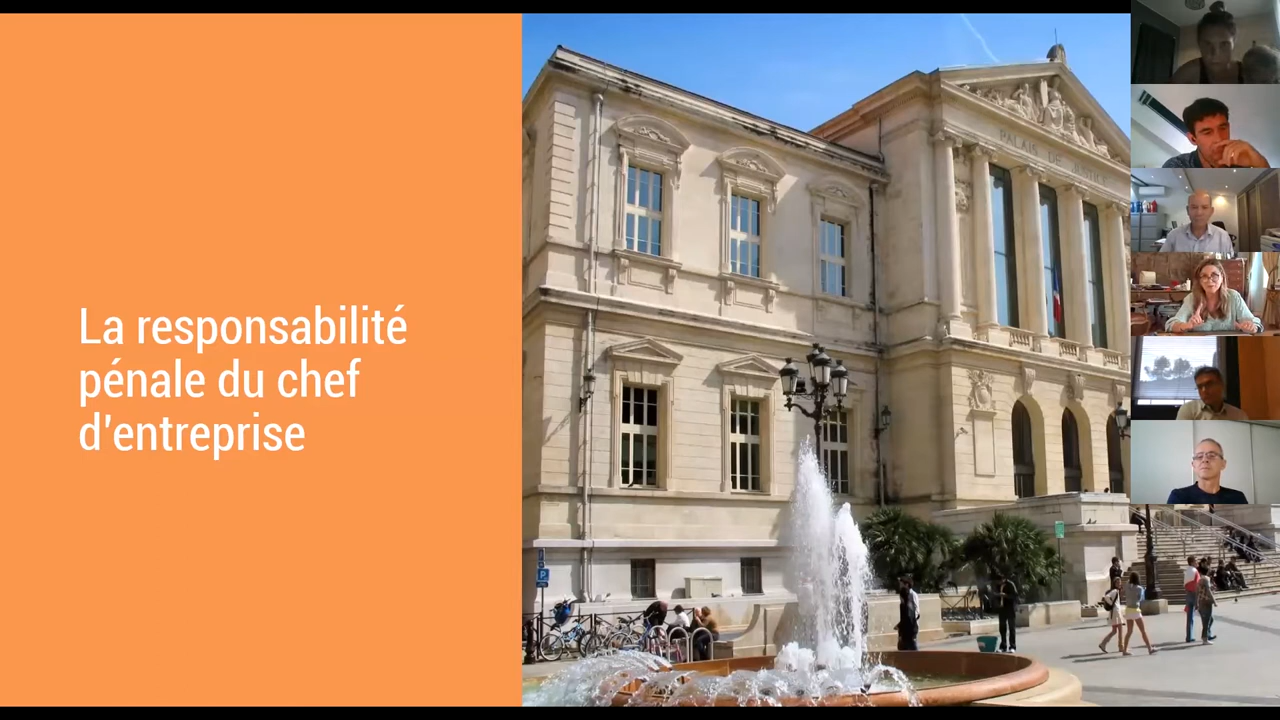 La responsabilité
pénale du chef
d'entreprise
PALAIS DE JUSTICE
P